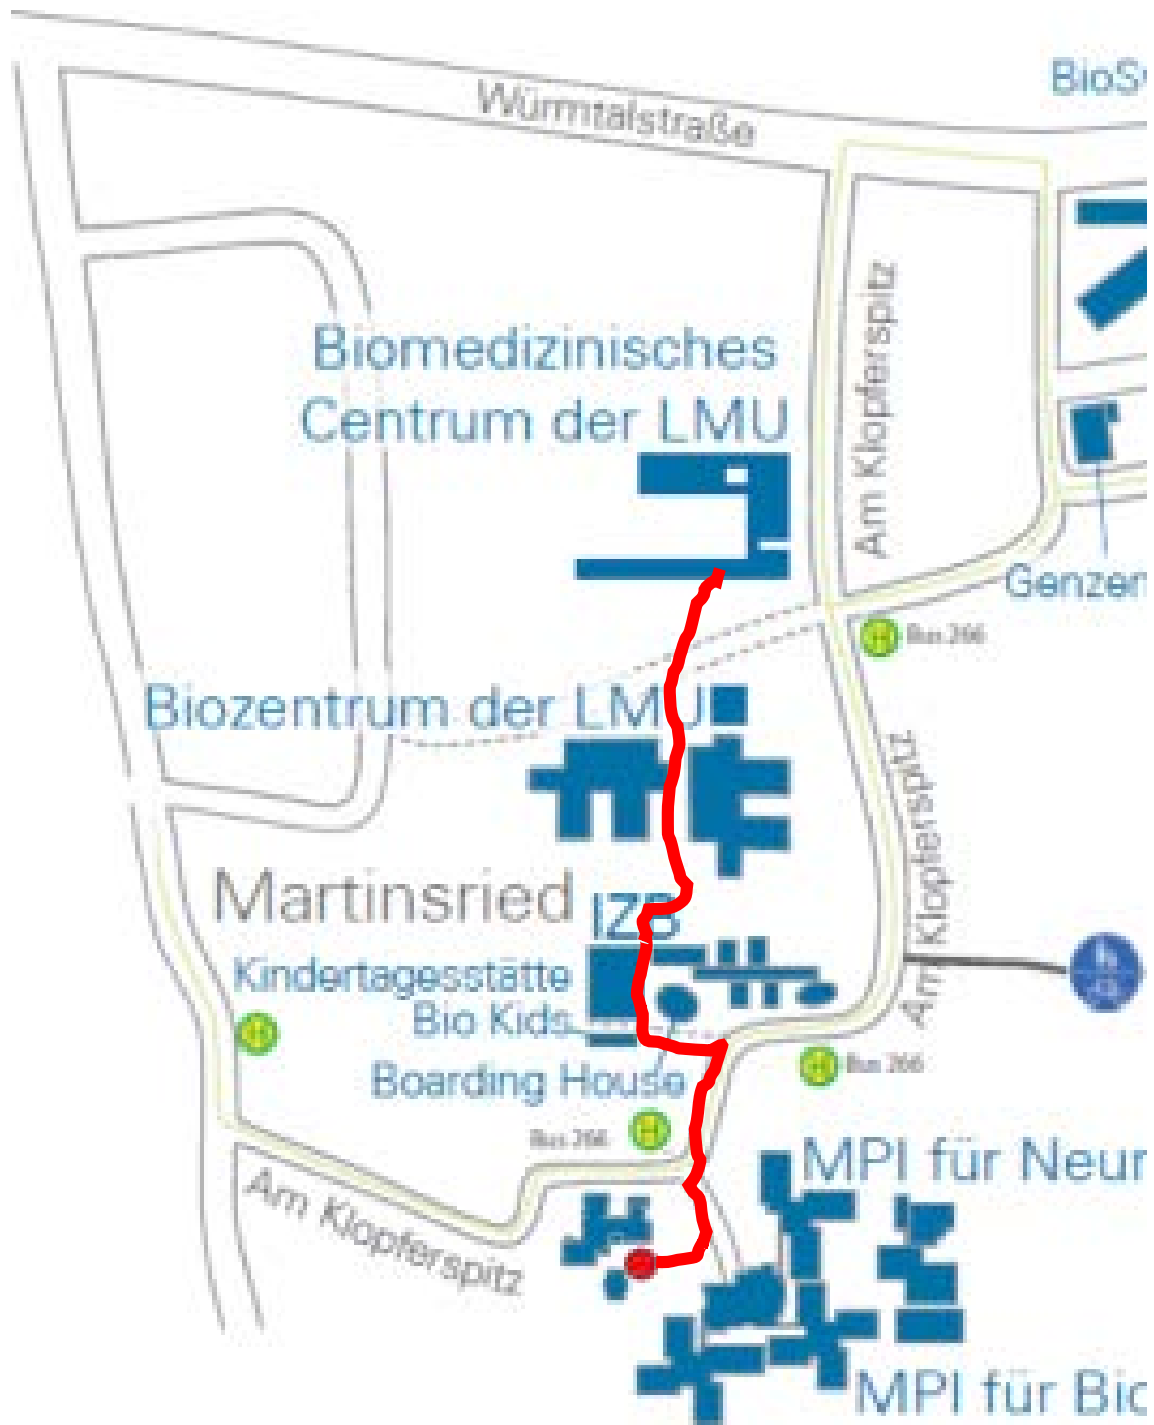 BioS
Würmtalstraße
Am Klopferspitz
Biomedizinisches
Centrum der LMU
Genzen
H Bus 266
Biozentrum der LMU
Am Klopferspitz
Martinsried
IZB
Kindertagesstätte
Bio Kids
H
Boarding House
H Bus 266
Bus 266 H
MPI für Neur
Am Klopferspitz
MPI für Bio